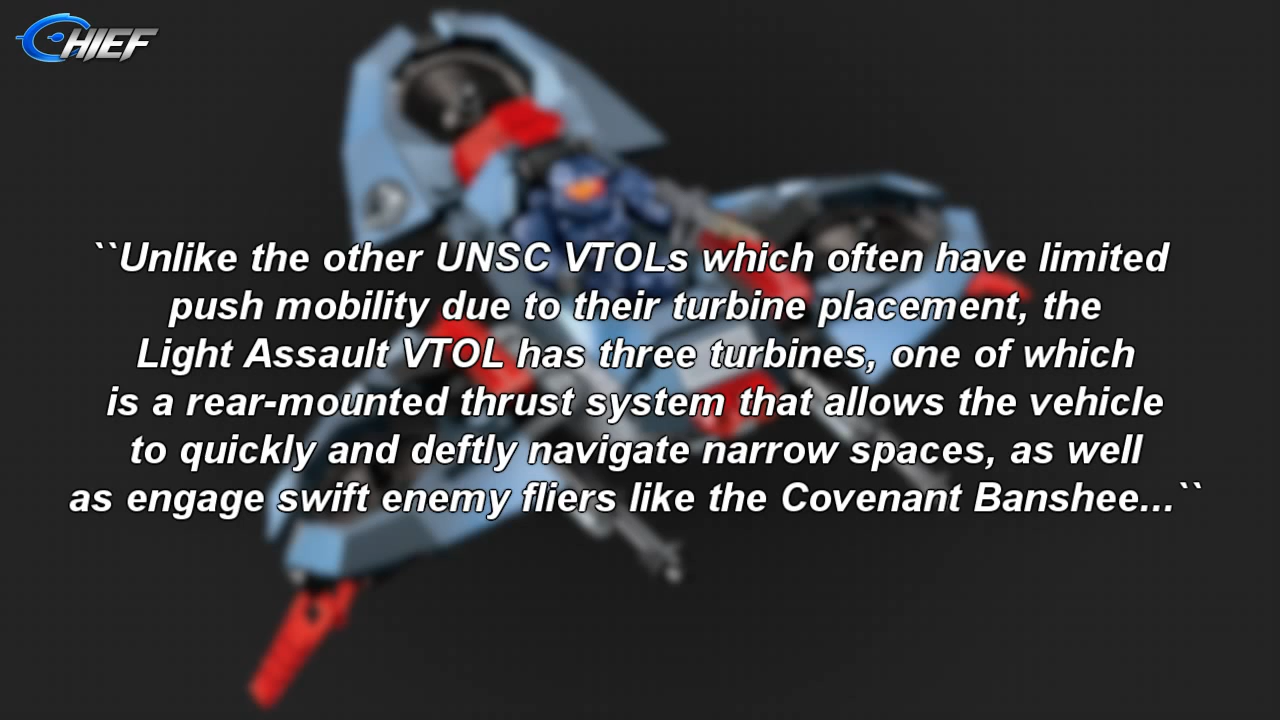 CHIEF
``Unlike the other UNSC VTOLs which often have limited
push mobility due to their turbine placement, the
Light Assault VTOL has three turbines, one of which
is a rear-mounted thrust system that allows the vehicle
to quickly and deftly navigate narrow spaces, as well
as engage swift enemy fliers like the Covenant Banshee...``